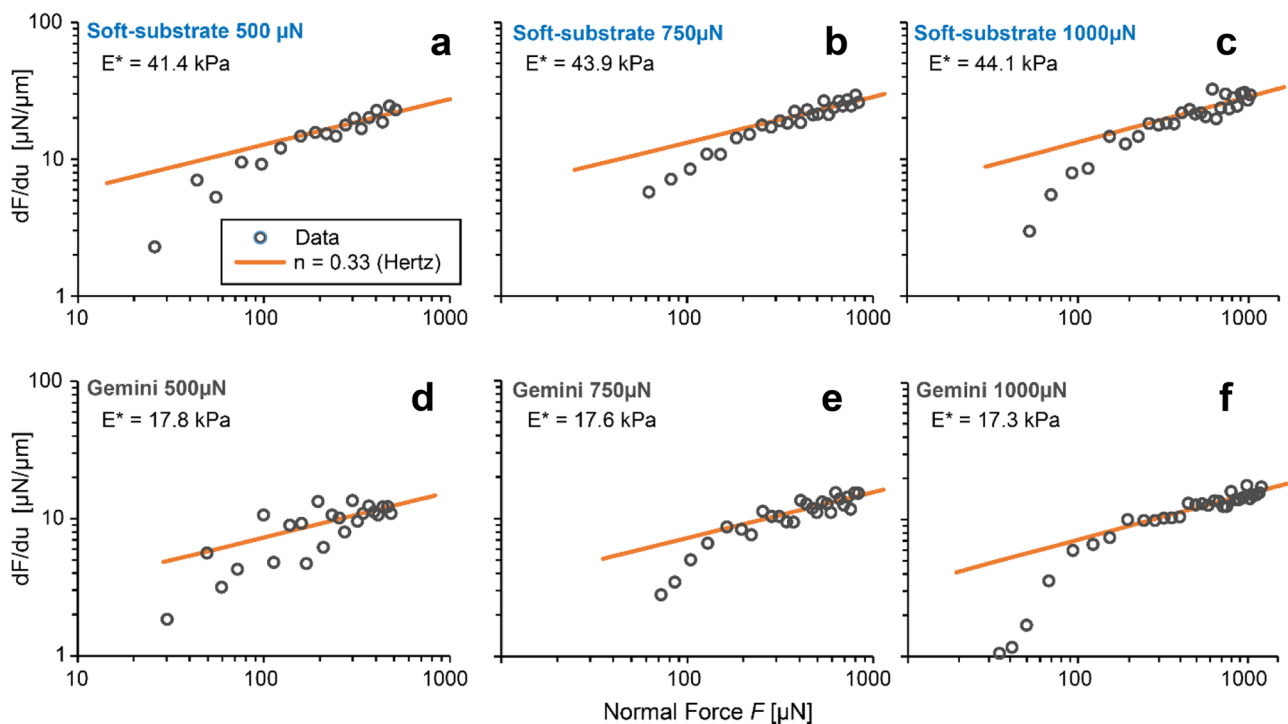 100
Soft-substrate 500 µN
a
E* = 41.4 kPa
Soft-substrate 750µN
b
E* = 43.9 kPa
Soft-substrate 1000µN
c
E* = 44.1 kPa
dF/du [µN/µm]
10
Data
n = 0.33 (Hertz)
1
10
100
1000
100
1000
100
1000
100
Gemini 500µN
d
E* = 17.8 kPa
Gemini 750µN
e
E* = 17.6 kPa
Gemini 1000µN
f
E* = 17.3 kPa
dF/du [µN/µm]
10
1
10
100
1000
100
1000
100
1000
Normal Force F [µN]